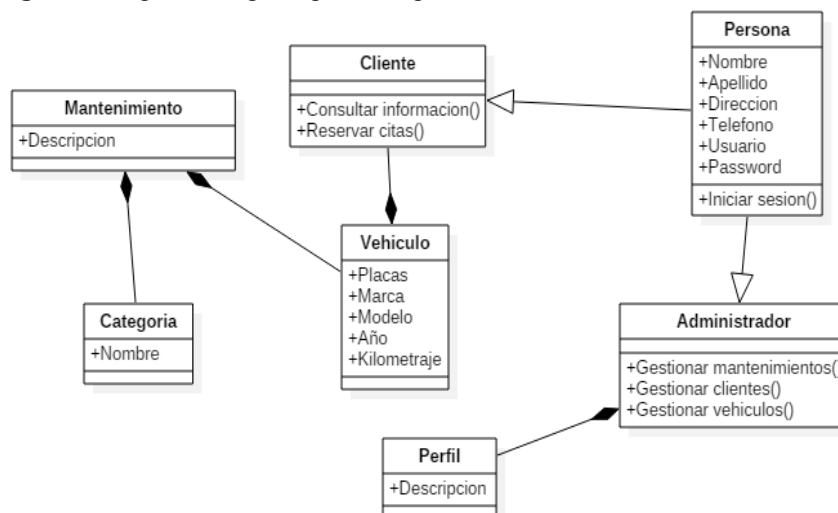 Persona
+Nombre
+Apellido
+Direccion
+Telefono
+Usuario
+Password
+Iniciar sesion()
Cliente
+Consultar informacion()
+Reservar citas()
Mantenimiento
+Descripcion
Vehiculo
+Placas
+Marca
+Modelo
+Año
+Kilometraje
Categoria
+Nombre
Administrador
+Gestionar mantenimientos()
+Gestionar clientes()
+Gestionar vehiculos()
Perfil
+Descripcion